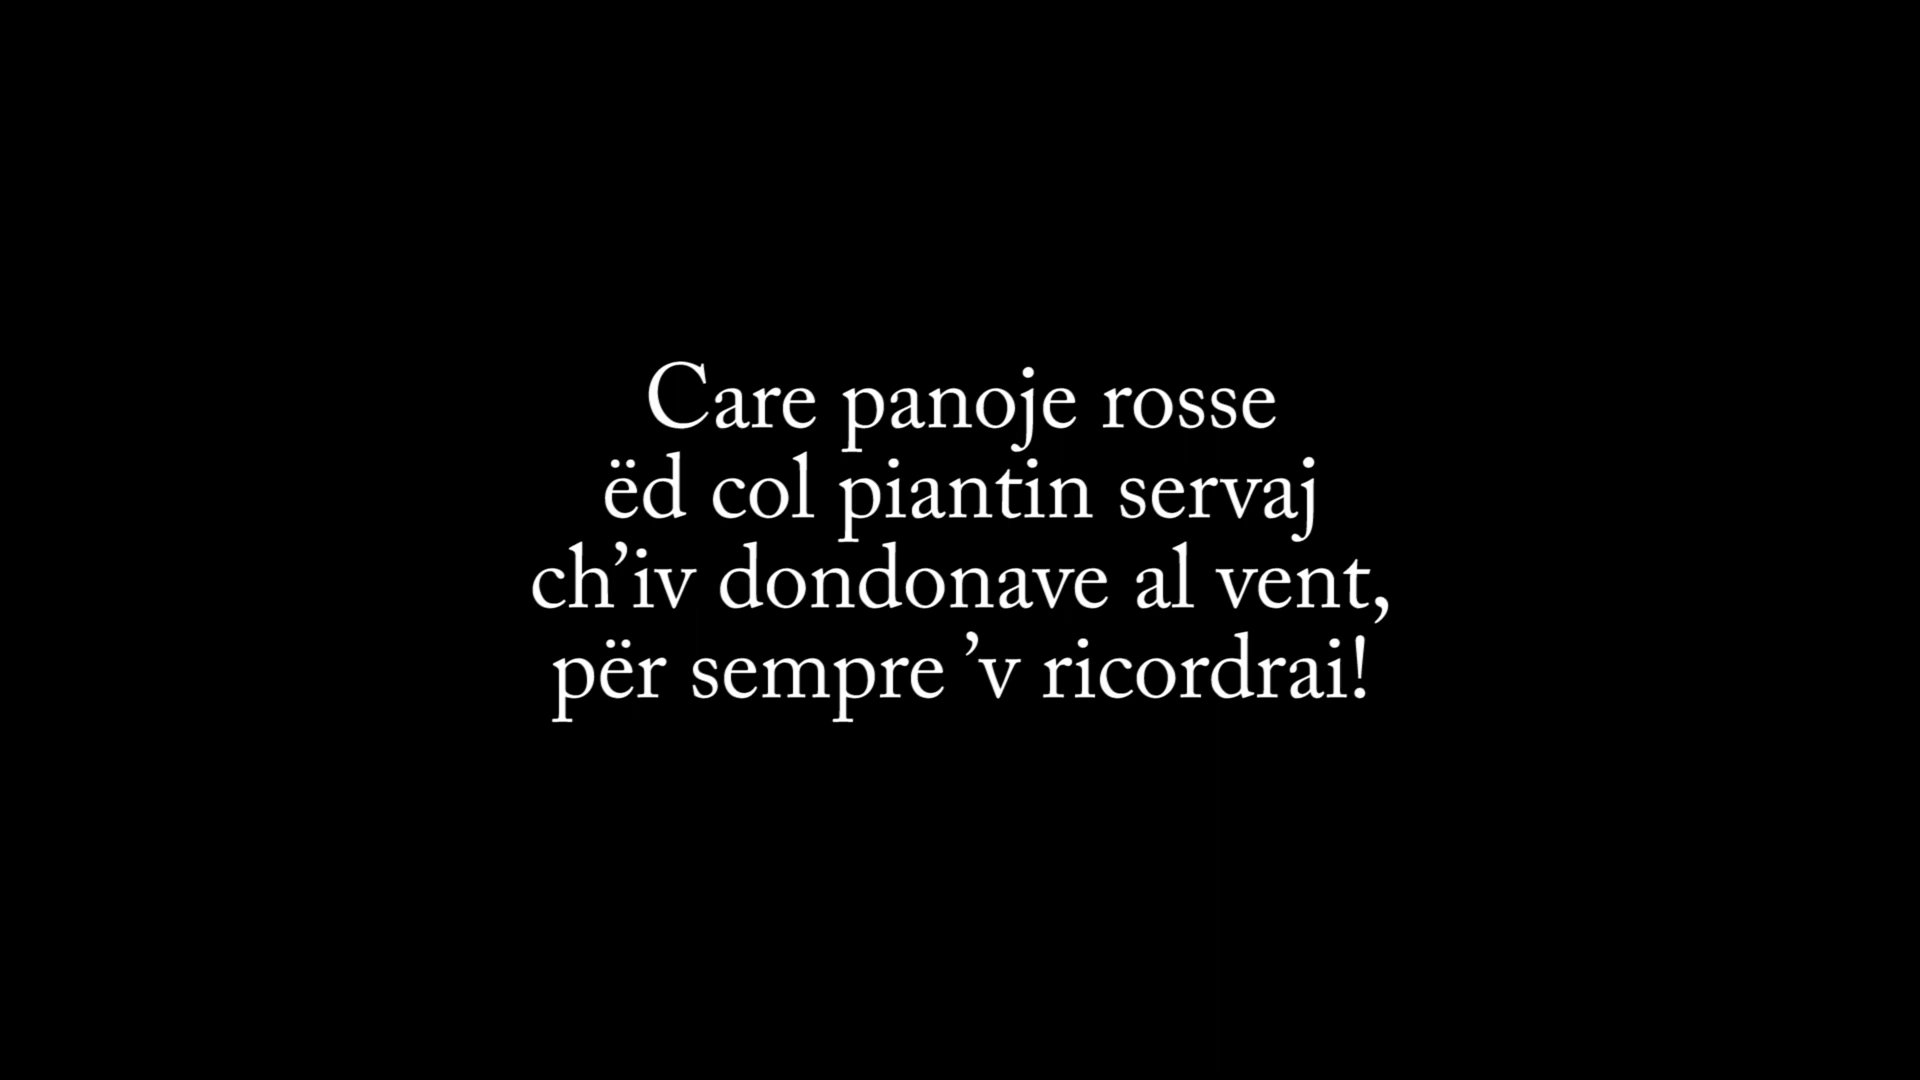 Care panoje rosse
ëd col piantin servaj
ch’iv dondonave al vent,
për sempre ’v ricordrai!